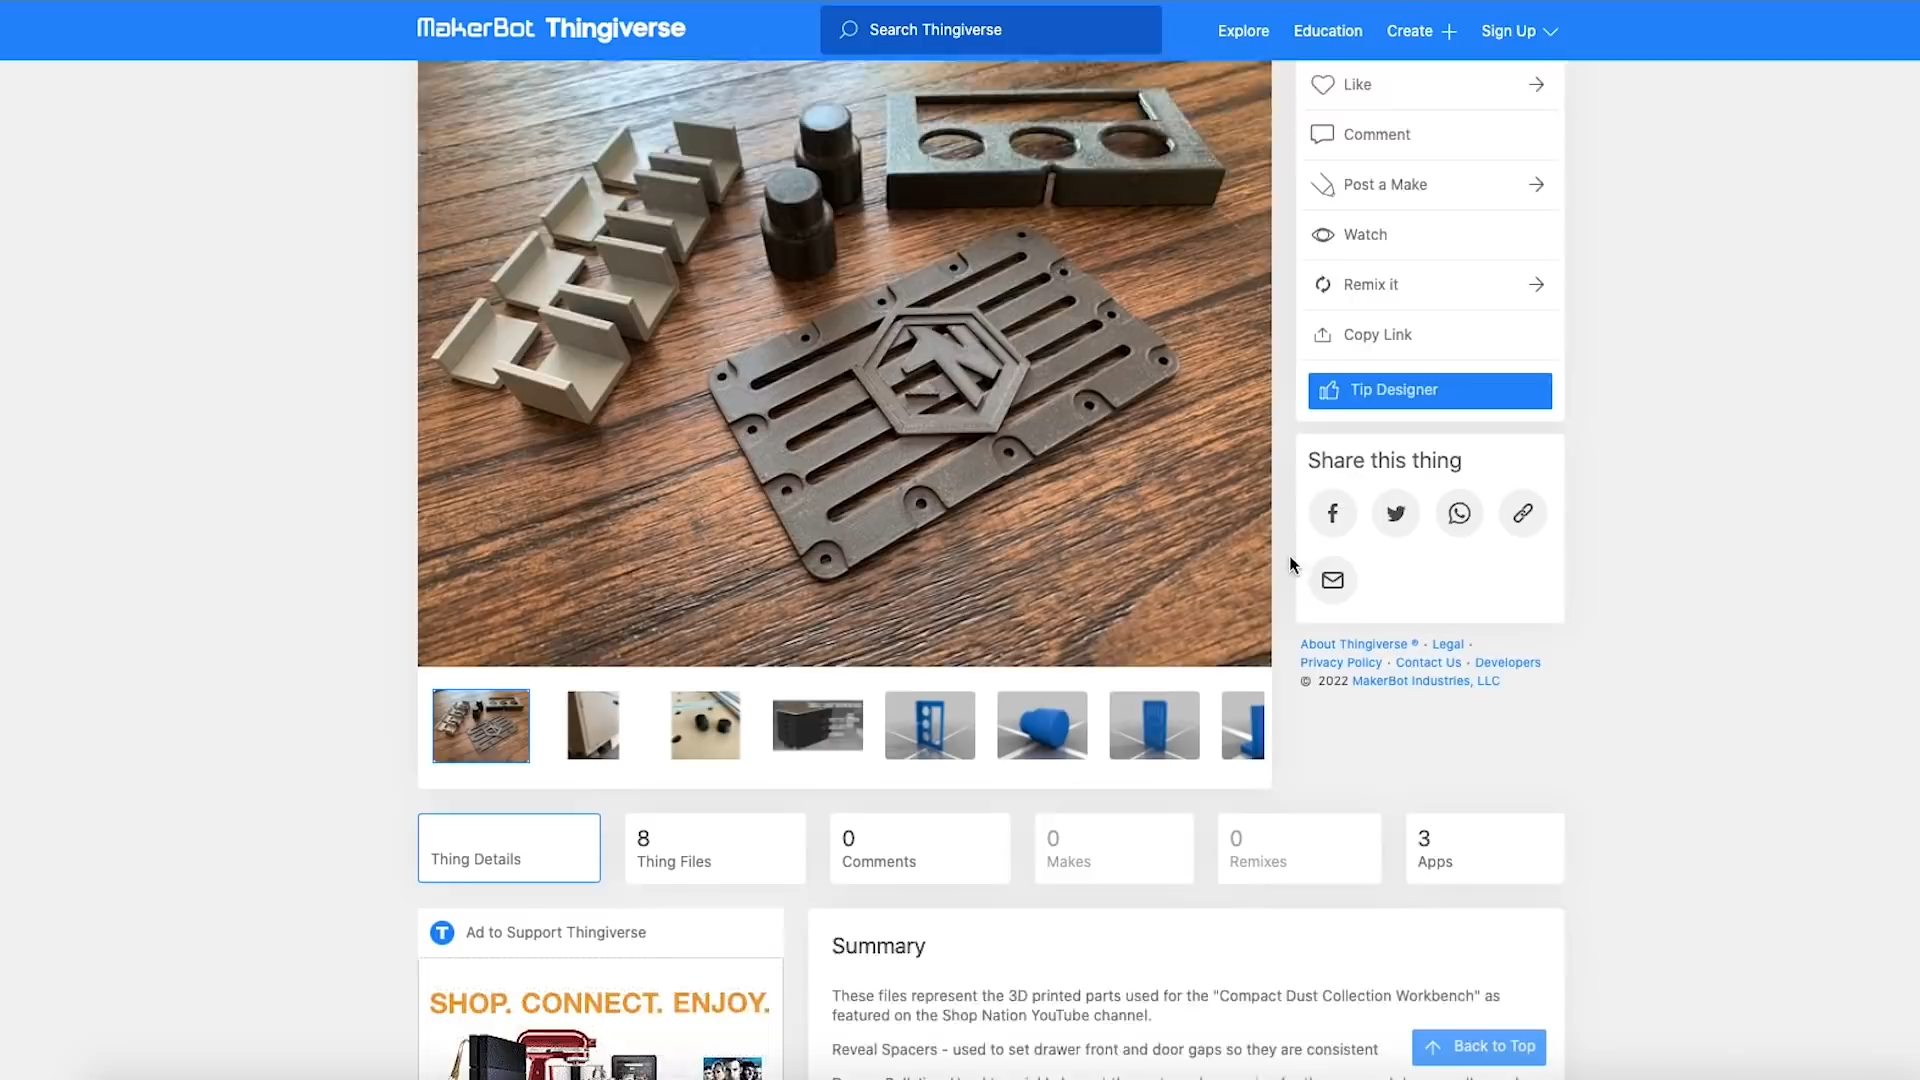 MakerBot Thingiverse
Search Thingiverse
Explore
Education
Create
Sign Up
Like
Comment
Post a Make
Watch
Remix it
Copy Link
Tip Designer
Share this thing
About Thingiverse ® · Legal ·
Privacy Policy · Contact Us · Developers
© 2022 MakerBot Industries, LLC
Thing Details
8
Thing Files
0
Comments
0
Makes
0
Remixes
3
Apps
T Ad to Support Thingiverse
SHOP. CONNECT. ENJOY.
Summary
These files represent the 3D printed parts used for the "Compact Dust Collection Workbench" as
featured on the Shop Nation YouTube channel.
Reveal Spacers - used to set drawer front and door gaps so they are consistent
Back to Top